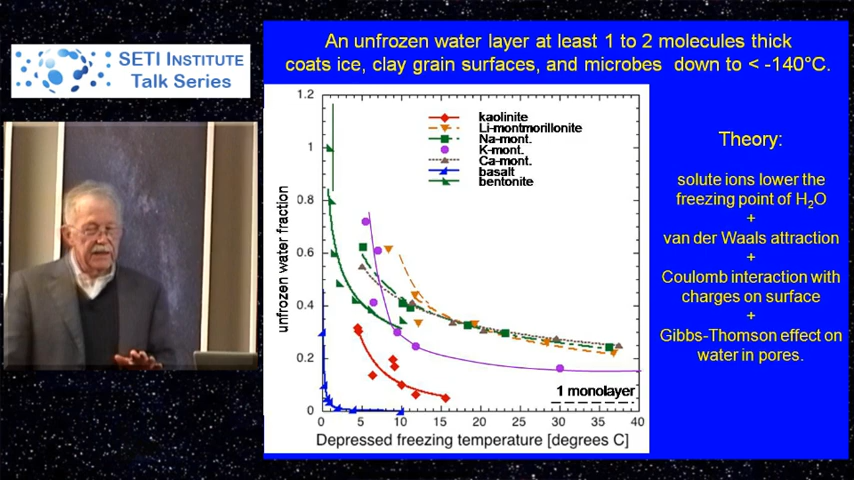 SETI INSTITUTE
Talk Series
An unfrozen water layer at least 1 to 2 molecules thick
coats ice, clay grain surfaces, and microbes down to < -140°C.
1.2
1
0.8
0.6
0.4
0.2
0
unfrozen water fraction
kaolinite
Li-montmorillonite
Na-mont.
K-mont.
Ca-mont.
basalt
bentonite
1 monolayer
0 5 10 15 20 25 30 35 40
Depressed freezing temperature [degrees C]
Theory:
solute ions lower the
freezing point of H₂O
+
van der Waals attraction
+
Coulomb interaction with
charges on surface
+
Gibbs-Thomson effect on
water in pores.